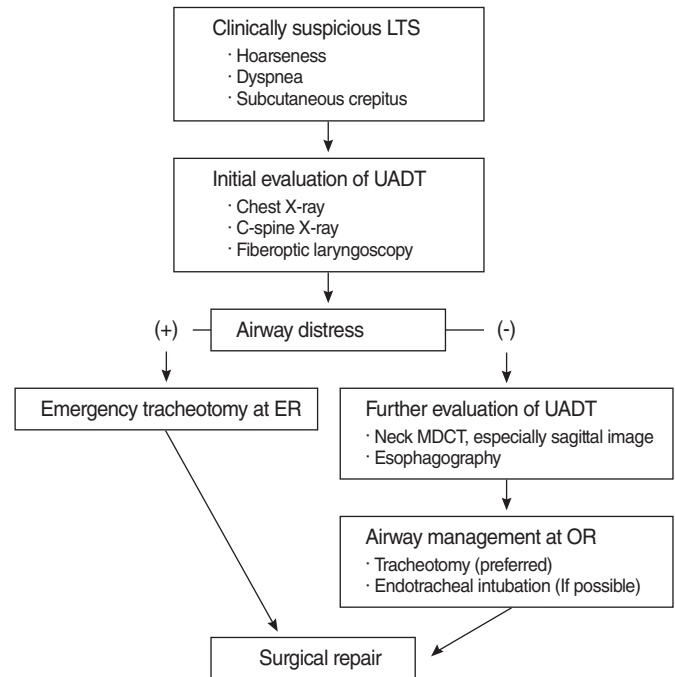 Clinically suspicious LTS
· Hoarseness
· Dyspnea
· Subcutaneous crepitus
Initial evaluation of UADT
· Chest X-ray
· C-spine X-ray
· Fiberoptic laryngoscopy
(+)
Airway distress
(-)
Emergency tracheotomy at ER
Further evaluation of UADT
· Neck MDCT, especially sagittal image
· Esophagography
Airway management at OR
· Tracheotomy (preferred)
· Endotracheal intubation (If possible)
Surgical repair